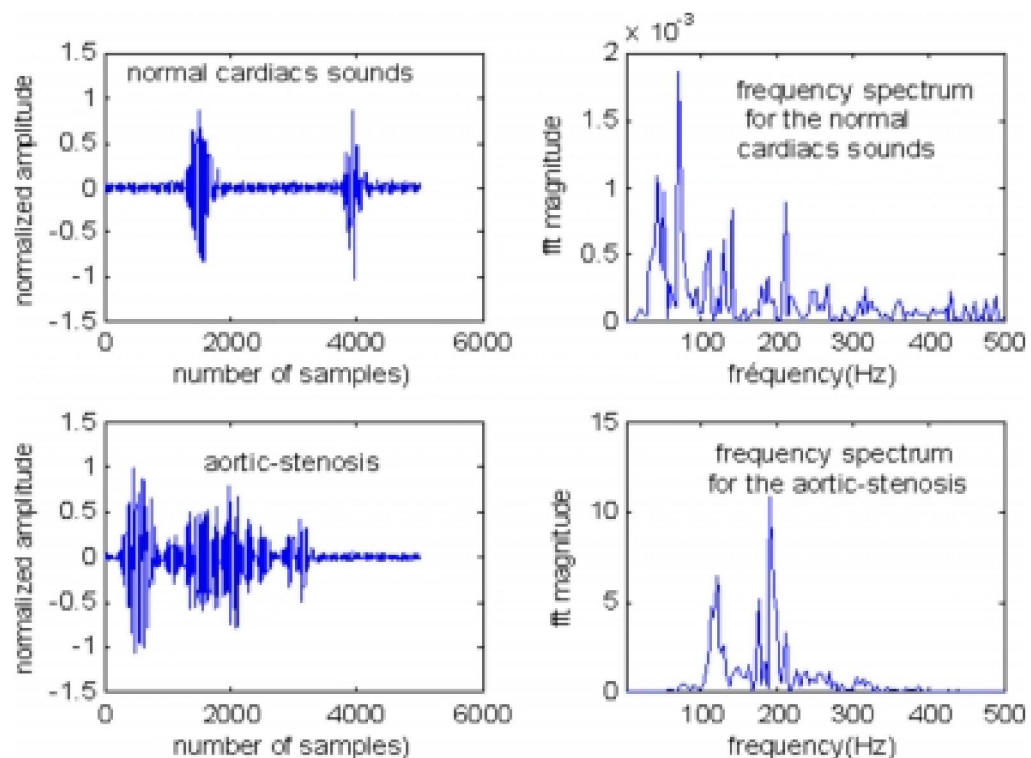 normal cardiacs sounds
normalized amplitude
1.5
1
0.5
0
-0.5
-1
-1.5
0
2000
4000
6000
number of samples)
× 10⁻³
frequency spectrum
for the normal
cardiacs sounds
fft magnitude
2
1.5
1
0.5
0
100
200
300
400
500
fréquency(Hz)
aortic-stenosis
normalized amplitude
1.5
1
0.5
0
-0.5
-1
-1.5
0
2000
4000
6000
number of samples)
frequency spectrum
for the aortic-stenosis
fft magnitude
15
10
5
0
100
200
300
400
500
frequency(Hz)